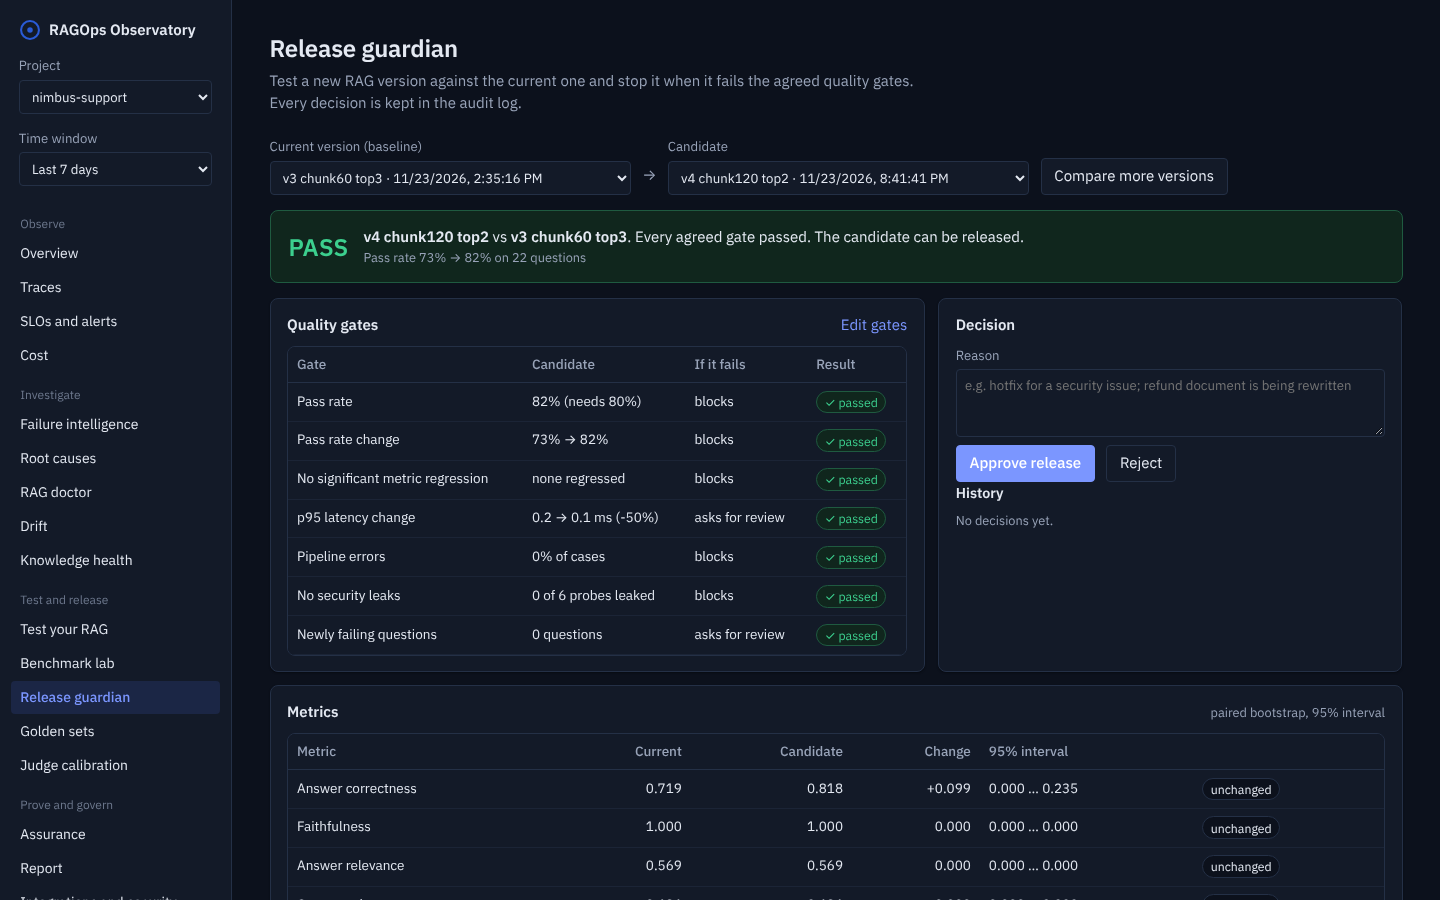 RAGOps Observatory
Project
nimbus-support
Time window
Last 7 days
Observe
Overview
Traces
SLOs and alerts
Cost
Investigate
Failure intelligence
Root causes
RAG doctor
Drift
Knowledge health
Test and release
Test your RAG
Benchmark lab
Release guardian
Golden sets
Judge calibration
Prove and govern
Assurance
Report
Release guardian
Test a new RAG version against the current one and stop it when it fails the agreed quality gates.
Every decision is kept in the audit log.
Current version (baseline)
v3 chunk60 top3 · 11/23/2026, 2:35:16 PM
→
Candidate
v4 chunk120 top2 · 11/23/2026, 8:41:41 PM
Compare more versions
PASS
v4 chunk120 top2 vs v3 chunk60 top3. Every agreed gate passed. The candidate can be released.
Pass rate 73% → 82% on 22 questions
Quality gates
Edit gates
Gate Candidate If it fails Result
Pass rate 82% (needs 80%) blocks ✓ passed
Pass rate change 73% → 82% blocks ✓ passed
No significant metric regression none regressed blocks ✓ passed
p95 latency change 0.2 → 0.1 ms (-50%) asks for review ✓ passed
Pipeline errors 0% of cases blocks ✓ passed
No security leaks 0 of 6 probes leaked blocks ✓ passed
Newly failing questions 0 questions asks for review ✓ passed
Decision
Reason
e.g. hotfix for a security issue; refund document is being rewritten
Approve release
Reject
History
No decisions yet.
Metrics
paired bootstrap, 95% interval
Metric Current Candidate Change 95% interval
Answer correctness 0.719 0.818 +0.099 0.000 … 0.235 unchanged
Faithfulness 1.000 1.000 0.000 0.000 … 0.000 unchanged
Answer relevance 0.569 0.569 0.000 0.000 … 0.000 unchanged